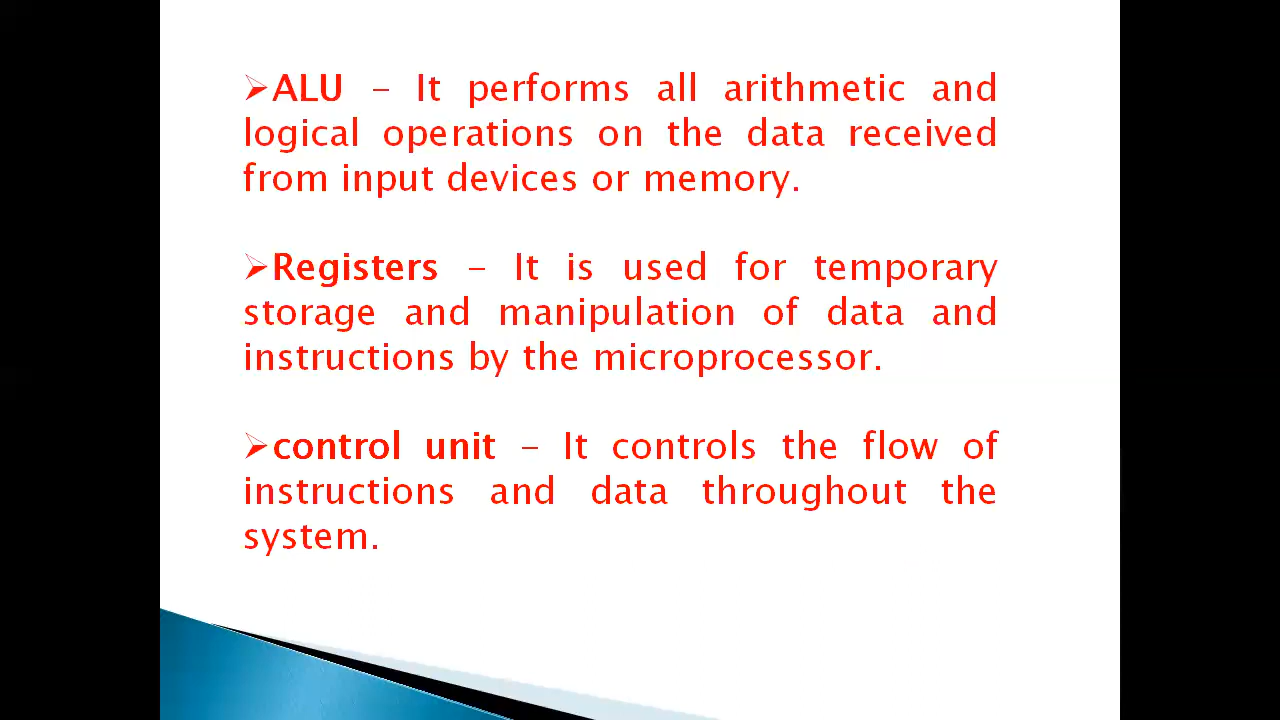 ➢ALU – It performs all arithmetic and
logical operations on the data received
from input devices or memory.
➢Registers – It is used for temporary
storage and manipulation of data and
instructions by the microprocessor.
➢control unit – It controls the flow of
instructions and data throughout the
system.